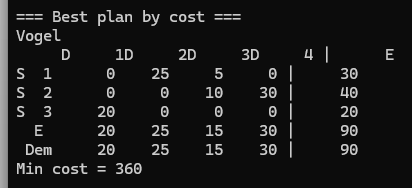 === Best plan by cost ===
Vogel
D 1D 2D 3D 4 | E
S 1 0 25 5 0 | 30
S 2 0 0 10 30 | 40
S 3 20 0 0 0 | 20
E 20 25 15 30 | 90
Dem 20 25 15 30 | 90
Min cost = 360